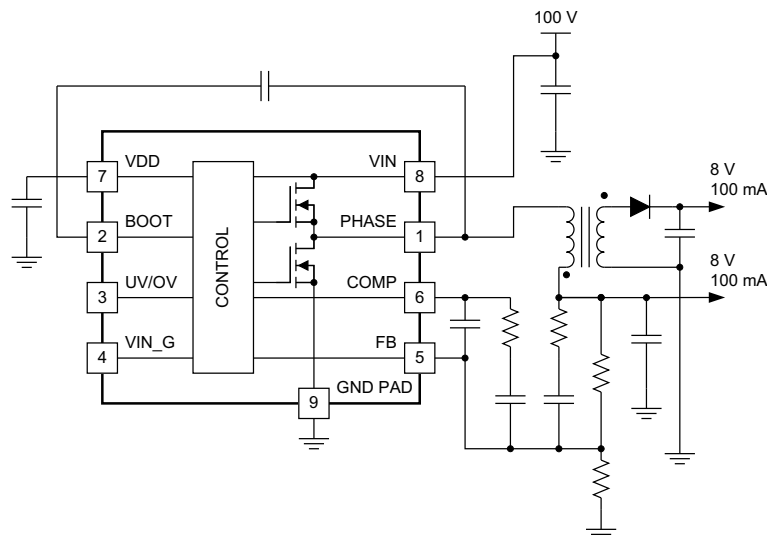 100 V
7 VDD VIN 8
8 V
100 mA
2 BOOT PHASE 1
CONTROL
8 V
100 mA
3 UV/OV COMP 6
4 VIN_G FB 5
9 GND PAD